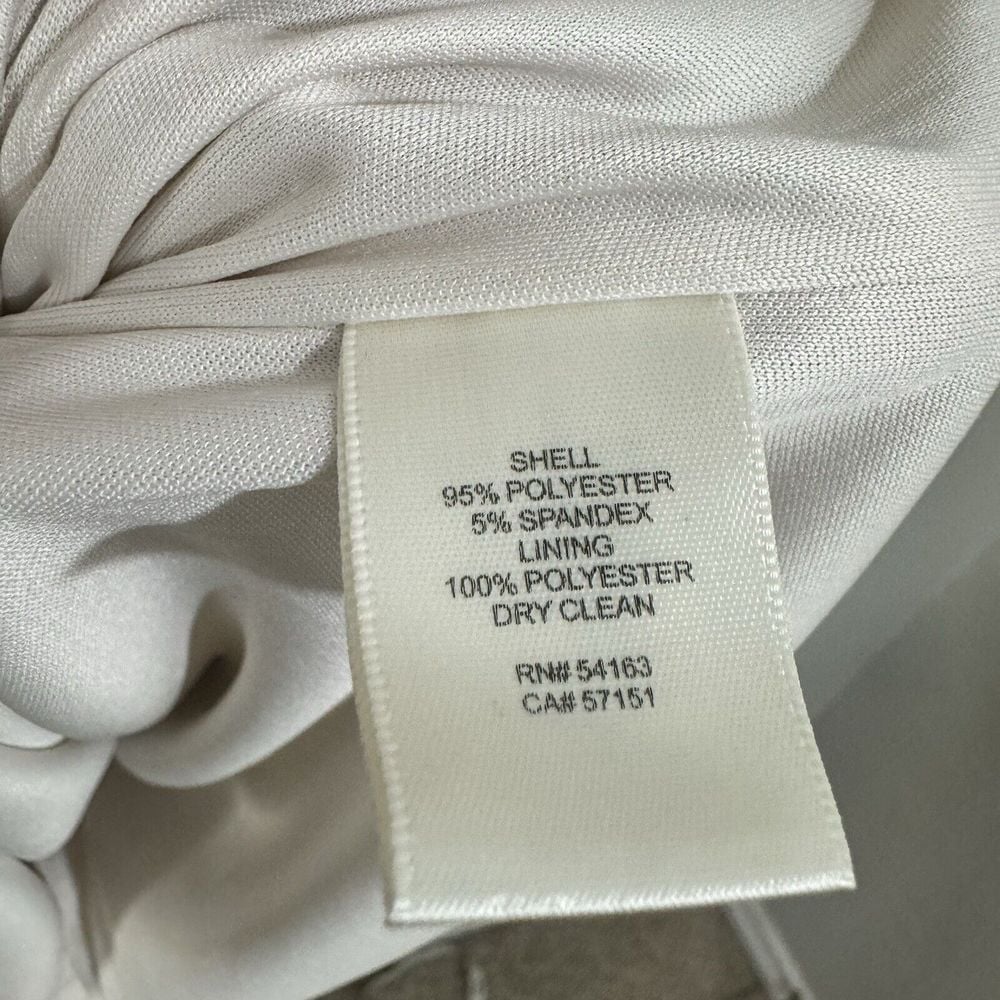 SHELL
95% POLYESTER
5% SPANDEX
LINING
100% POLYESTER
DRY CLEAN
RN# 54163
CA# 57151